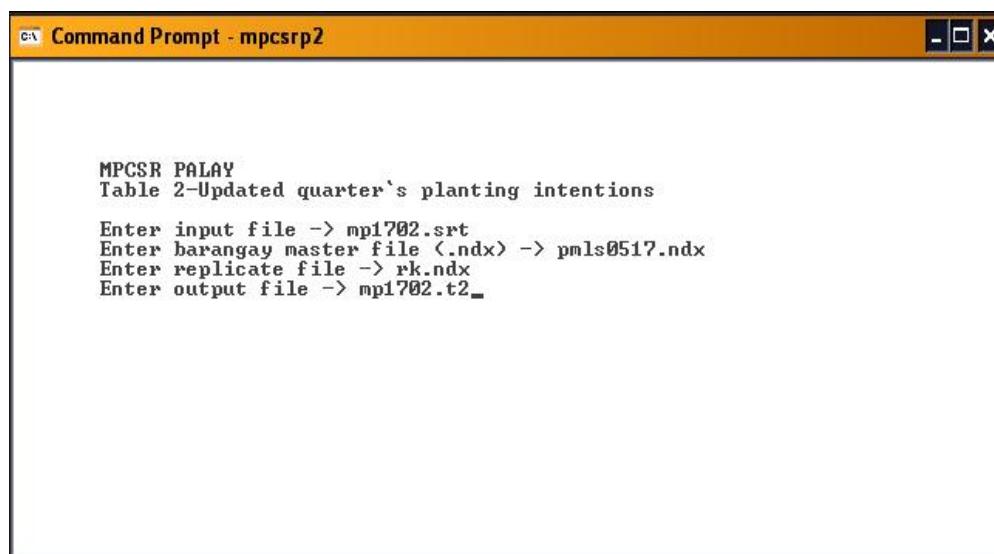 C:\ Command Prompt - mpcsrp2
MPCSR PALAY
Table 2-Updated quarter`s planting intentions
Enter input file -> mp1702.srt
Enter barangay master file (.ndx) -> pmls0517.ndx
Enter replicate file -> rk.ndx
Enter output file -> mp1702.t2_